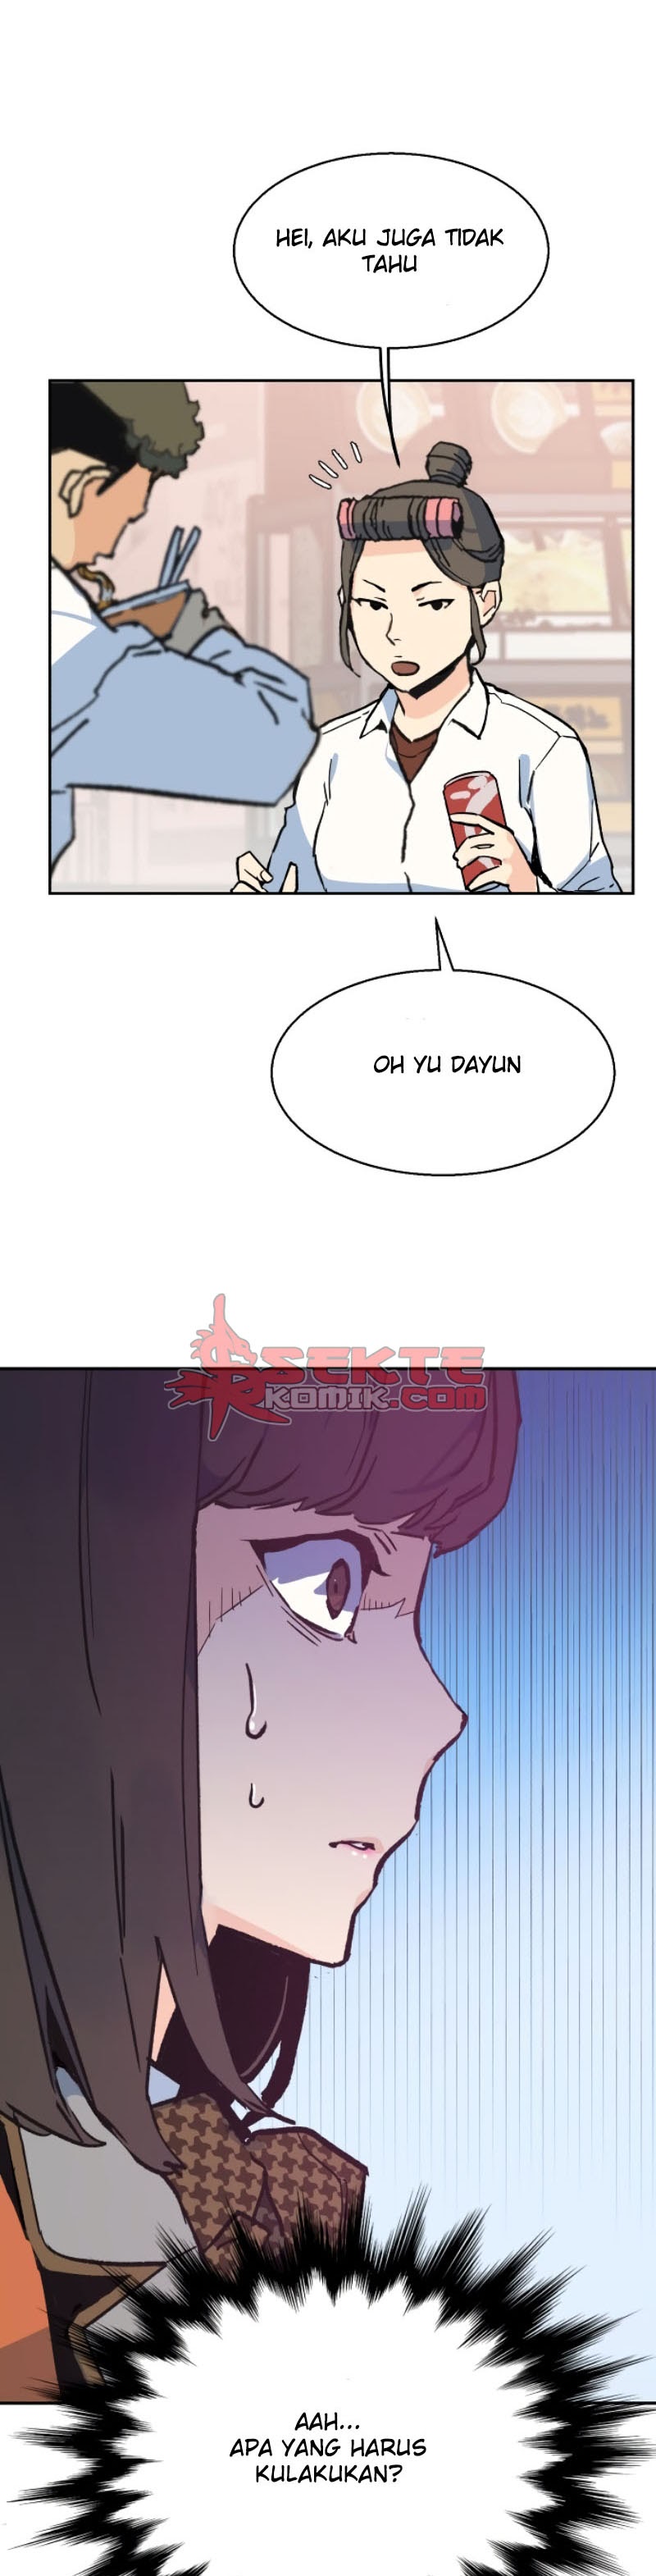 HEI, AKU JUGA TIDAK
TAHU
OH YU DAYUN
SEKTE
KOMIK.COM
AAH...
APA YANG HARUS
KULAKUKAN?